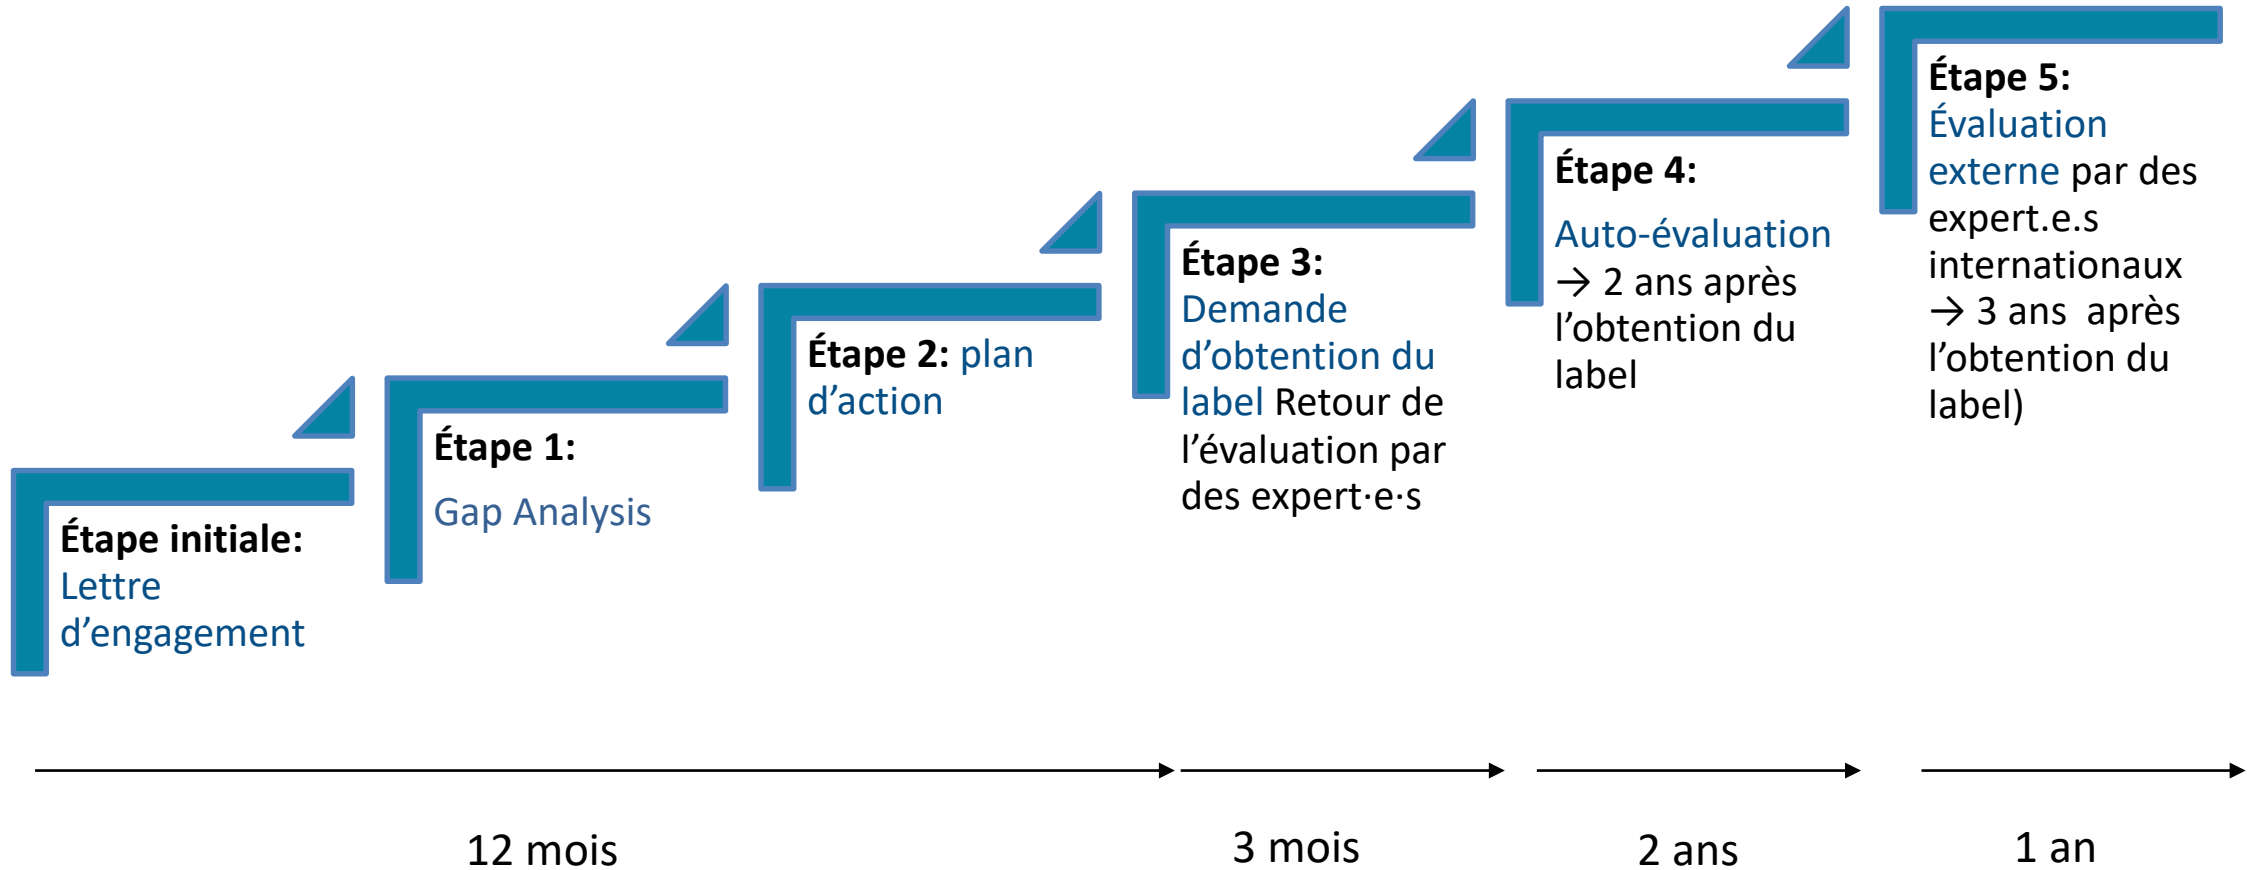 Étape initiale:
Lettre
d’engagement
Étape 1:
Gap Analysis
Étape 2: plan
d’action
Étape 3:
Demande
d’obtention du
label Retour de
l’évaluation par
des expert·e·s
Étape 4:
Auto-évaluation
→ 2 ans après
l’obtention du
label
Étape 5:
Évaluation
externe par des
expert.e.s
internationaux
→ 3 ans  après
l’obtention du
label)
12 mois
3 mois
2 ans
1 an